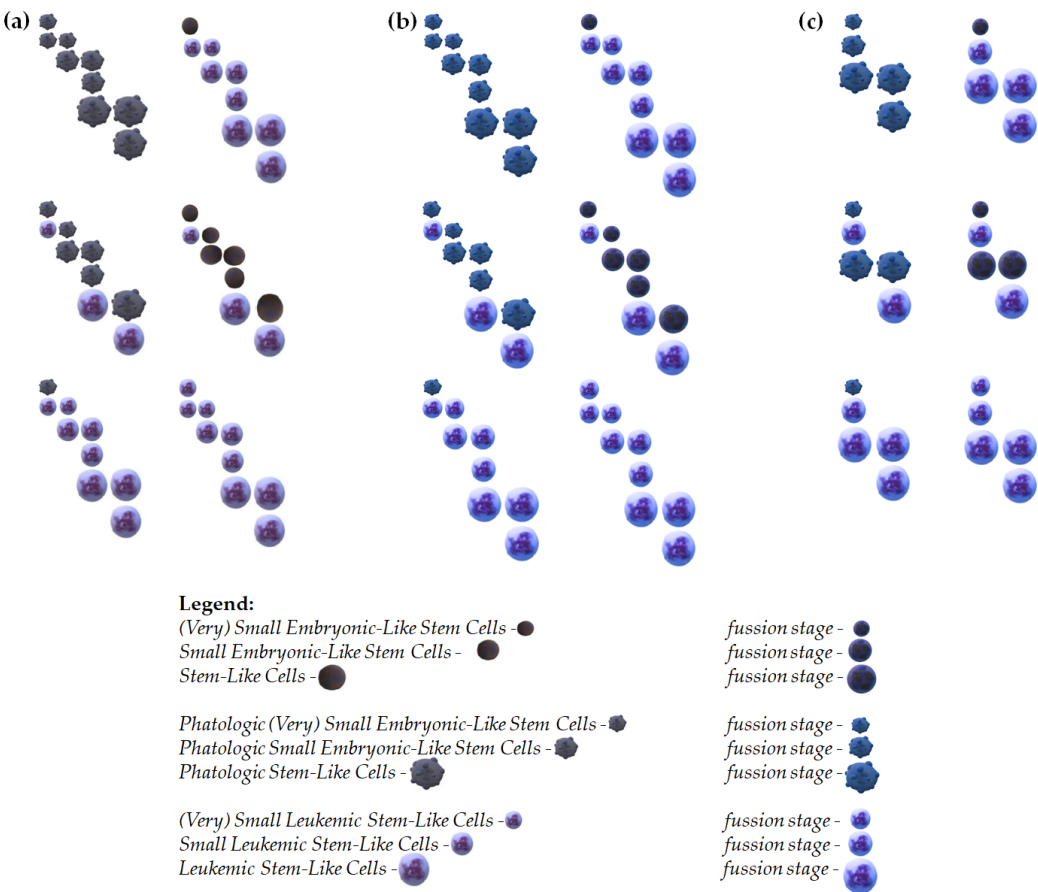 (a) (b) (c)
Legend:
(Very) Small Embryonic-Like Stem Cells - fussion stage -
Small Embryonic-Like Stem Cells - fussion stage -
Stem-Like Cells - fussion stage -
Phatologic (Very) Small Embryonic-Like Stem Cells - fussion stage -
Phatologic Small Embryonic-Like Stem Cells - fussion stage -
Phatologic Stem-Like Cells - fussion stage -
(Very) Small Leukemic Stem-Like Cells - fussion stage -
Small Leukemic Stem-Like Cells - fussion stage -
Leukemic Stem-Like Cells - fussion stage -